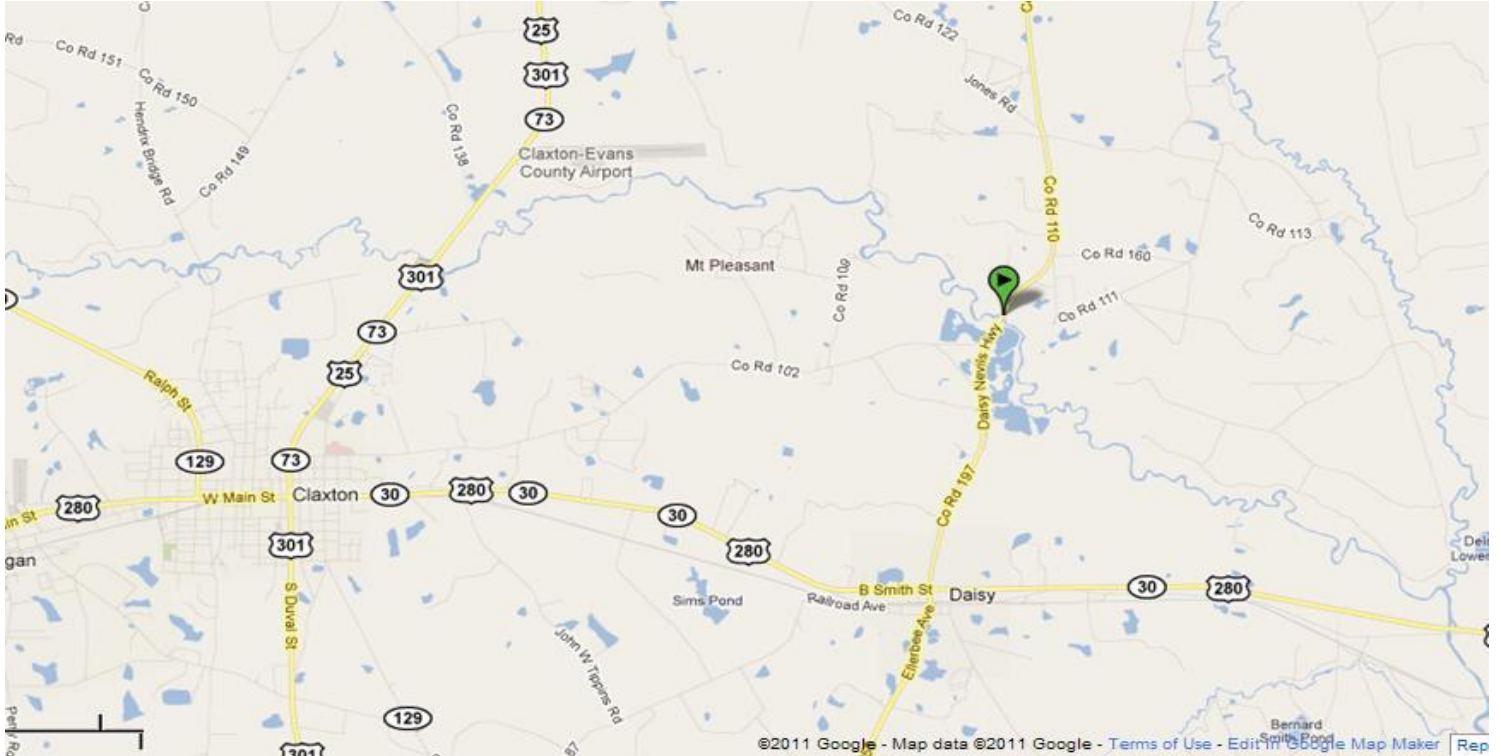 25
Co Rd 122
Rd
Co Rd 151
301
Jones Rd
Co Rd 150
73
Hendrix Bridge Rd
Co Rd 138
Claxton-Evans
County Airport
Co Rd 149
Co Rd 110
Co Rd 113
Co Rd 160
Mt Pleasant
301
Co Rd 109
Co Rd 111
73
Daisy Nevils Hwy
25
Co Rd 102
Ralph St
129
73
280
W Main St
Claxton
30
280
30
Co Rd 197
30
in St
301
280
gan
Lower
B Smith St
Daisy
30
280
Sims Pond
Railroad Ave
S Duval St
Ellerbee Ave
John W Tippins Rd
129
Bernard
Smith Pond
301
87
©2011 Google - Map data ©2011 Google - Terms of Use - Edit in Google Map Maker
Rep